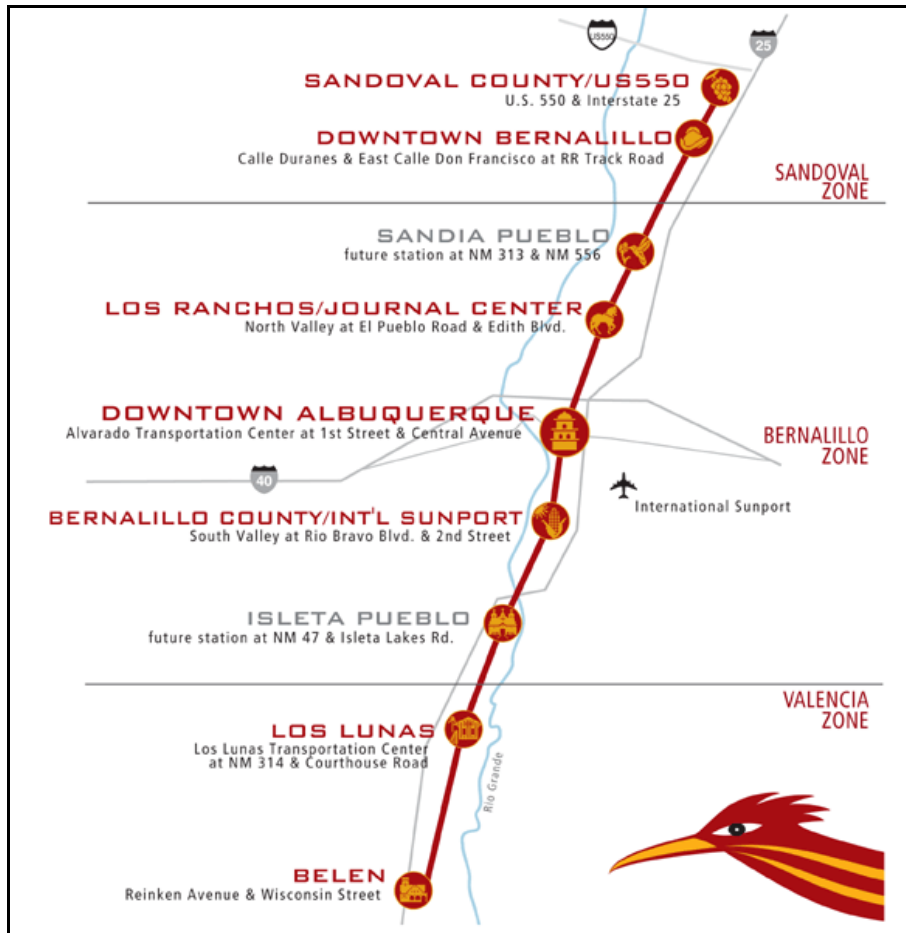 US550
25
SANDOVAL COUNTY/US550
U.S. 550 & Interstate 25
DOWNTOWN BERNALILLO
Calle Duranes & East Calle Don Francisco at RR Track Road
SANDOVAL
ZONE
SANDIA PUEBLO
future station at NM 313 & NM 556
LOS RANCHOS/JOURNAL CENTER
North Valley at El Pueblo Road & Edith Blvd.
DOWNTOWN ALBUQUERQUE
Alvarado Transportation Center at 1st Street & Central Avenue
BERNALILLO
ZONE
40
International Sunport
BERNALILLO COUNTY/INT'L SUNPORT
South Valley at Rio Bravo Blvd. & 2nd Street
ISLETA PUEBLO
future station at NM 47 & Isleta Lakes Rd.
VALENCIA
ZONE
LOS LUNAS
Los Lunas Transportation Center
at NM 314 & Courthouse Road
Rio Grande
BELEN
Reinken Avenue & Wisconsin Street